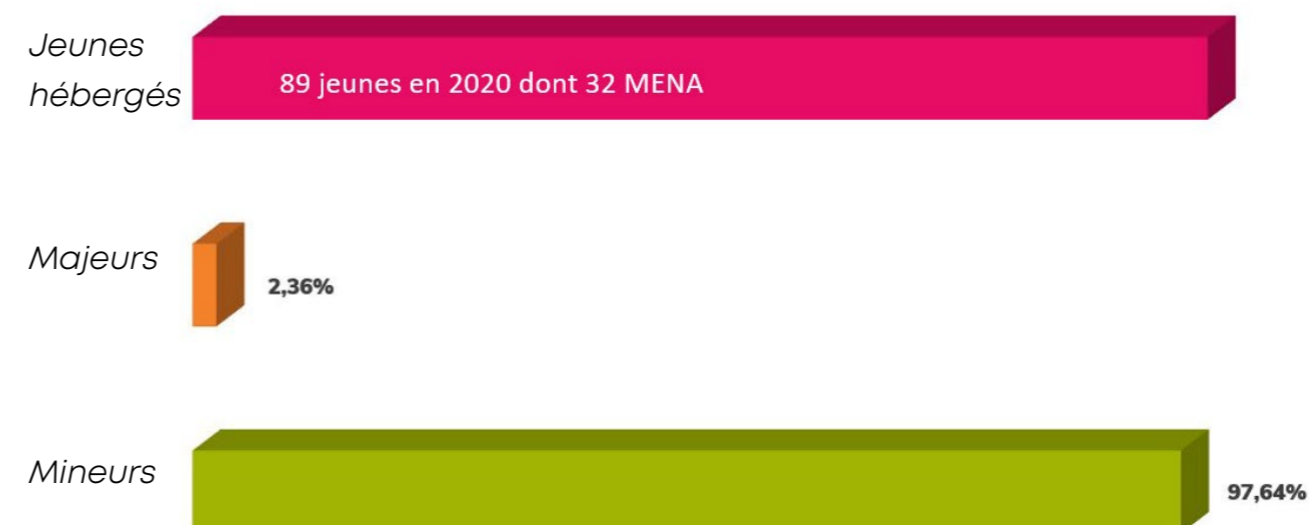 Jeunes
hébergés
89 jeunes en 2020 dont 32 MENA
Majeurs
2,36%
Mineurs
97,64%